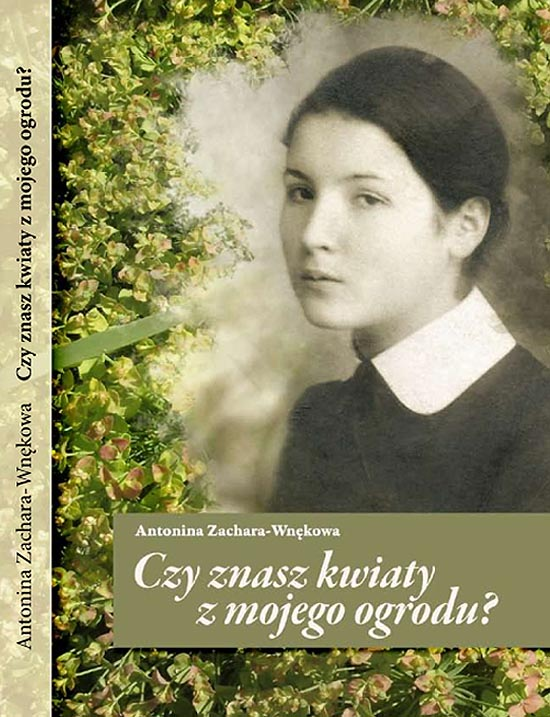 Antonina Zachara-Wnękowa Czy znasz kwiaty z mojego ogrodu?
Antonina Zachara-Wnękowa
Czy znasz kwiaty
z mojego ogrodu?